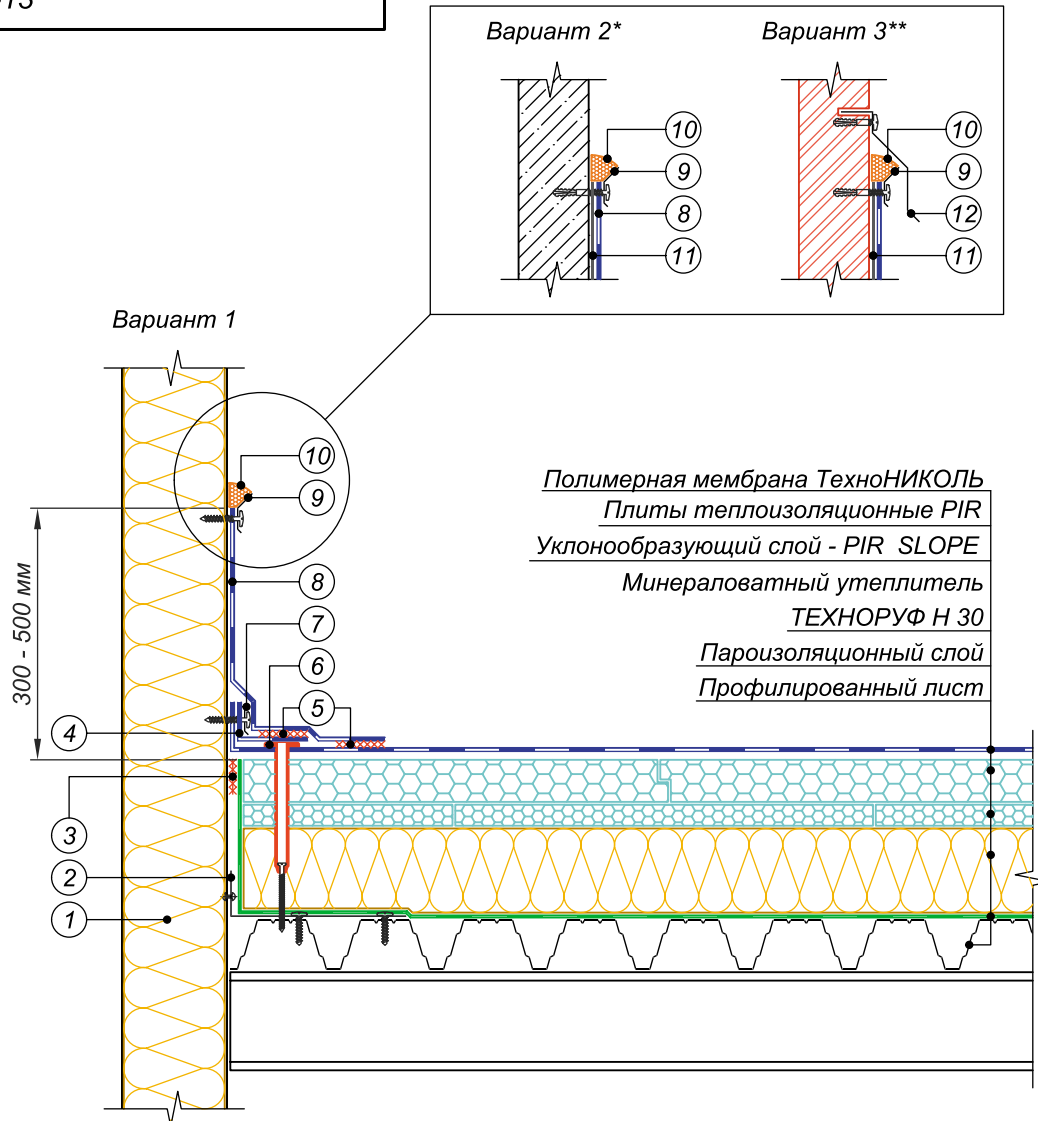 Вариант 2*
Вариант 3**
10
9
8
11
10
9
12
11
Вариант 1
10
9
8
7
6
5
4
3
2
1
300 - 500 мм
Полимерная мембрана ТехноНИКОЛЬ
Плиты теплоизоляционные PIR
Уклонообразующий слой - PIR SLOPE
Минераловатный утеплитель
ТЕХНОРУФ Н 30
Пароизоляционный слой
Профилированный лист